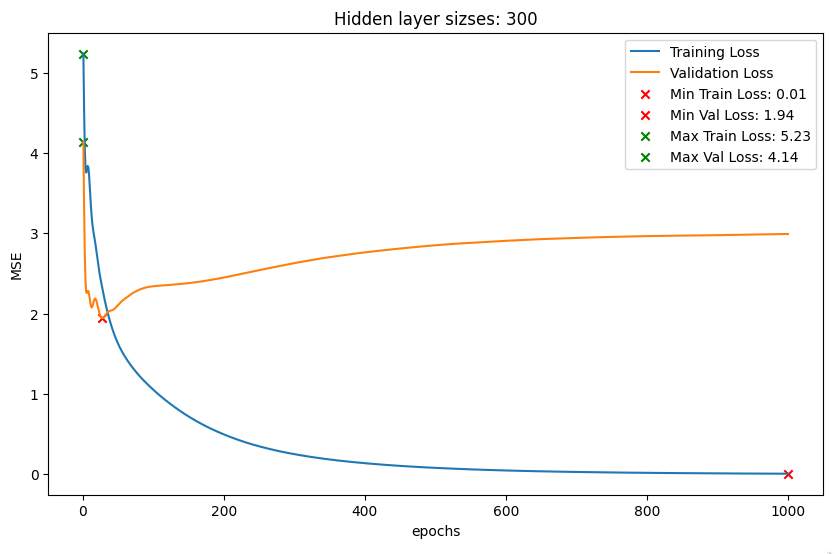 Hidden layer sizses: 300
Training Loss
Validation Loss
Min Train Loss: 0.01
Min Val Loss: 1.94
Max Train Loss: 5.23
Max Val Loss: 4.14
MSE
5
4
3
2
1
0
0 200 400 600 800 1000
epochs